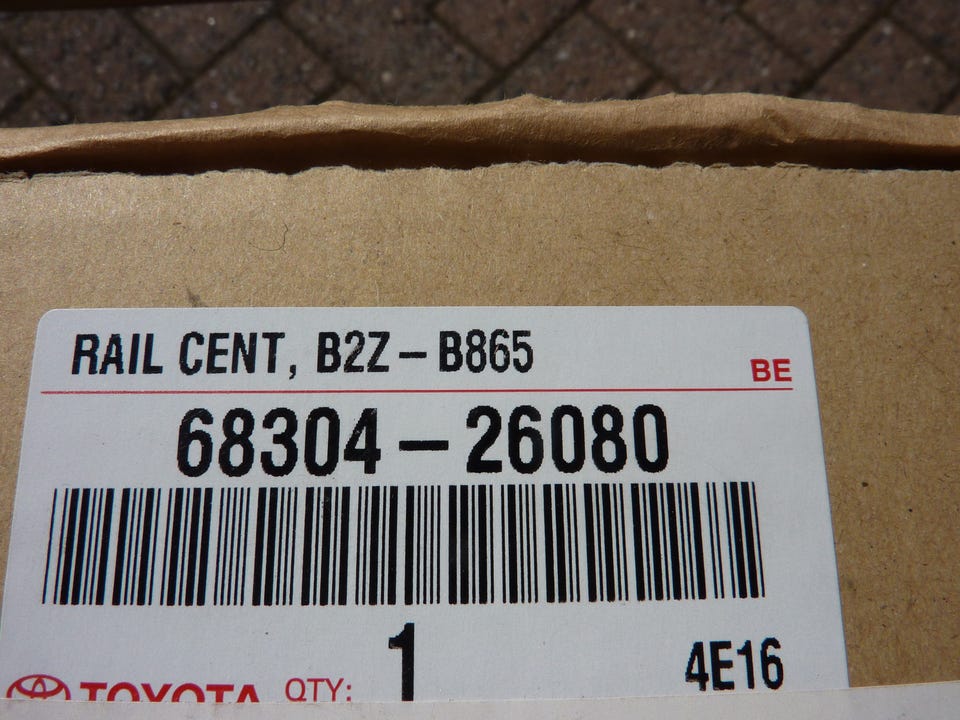 RAIL CENT, B2Z-B865
BE
68304-26080
TOYOTA QTY: 1 4E16